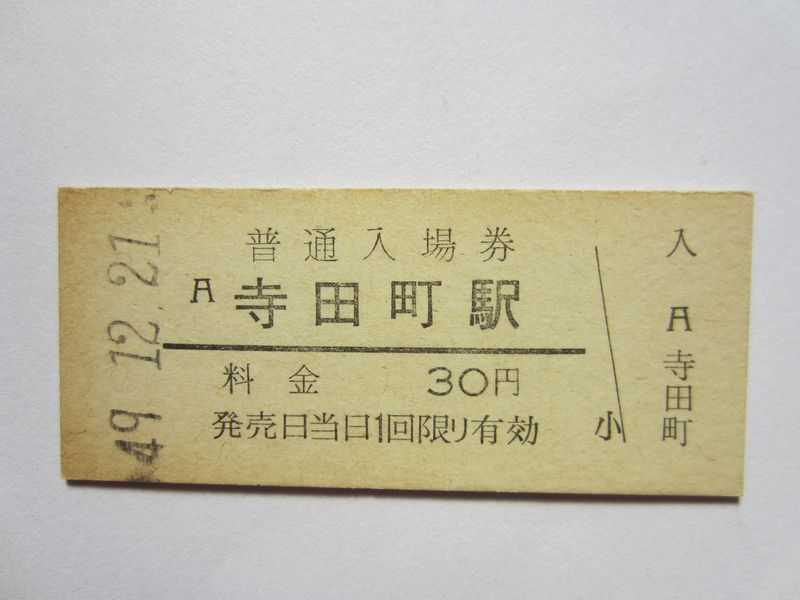 49.12.21
普通入場券
A 寺田町駅
料金 30円
発売日当日1回限り有効
小
入
A
寺田町